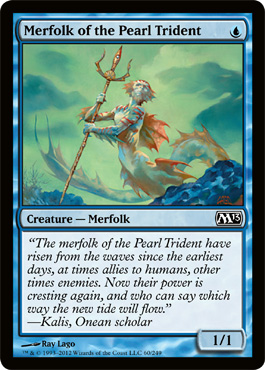 Merfolk of the Pearl Trident
M13
Creature — Merfolk
“The merfolk of the Pearl Trident have
risen from the waves since the earliest
days, at times allies to humans, other
times enemies. Now their power is
cresting again, and who can say which
way the new tide will flow.”
—Kalis, Onean scholar
Ray Lago
™ & © 1993–2012 Wizards of the Coast LLC 60/249
1/1